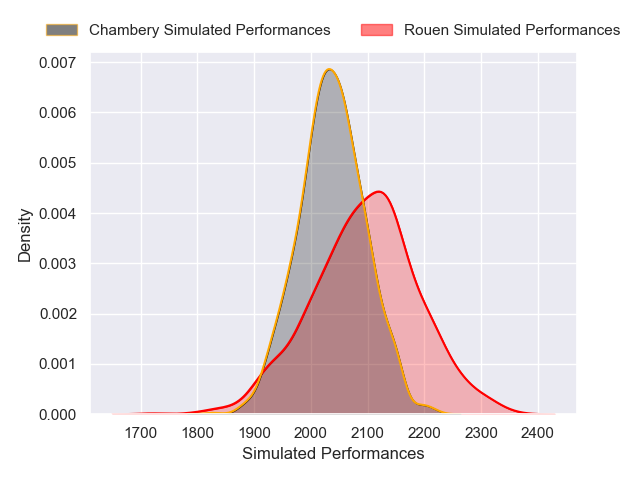 Chambery Simulated Performances Rouen Simulated Performances
0.007
0.006
0.005
0.004
0.003
0.002
0.001
0.000
Density
1700 1800 1900 2000 2100 2200 2300 2400
Simulated Performances